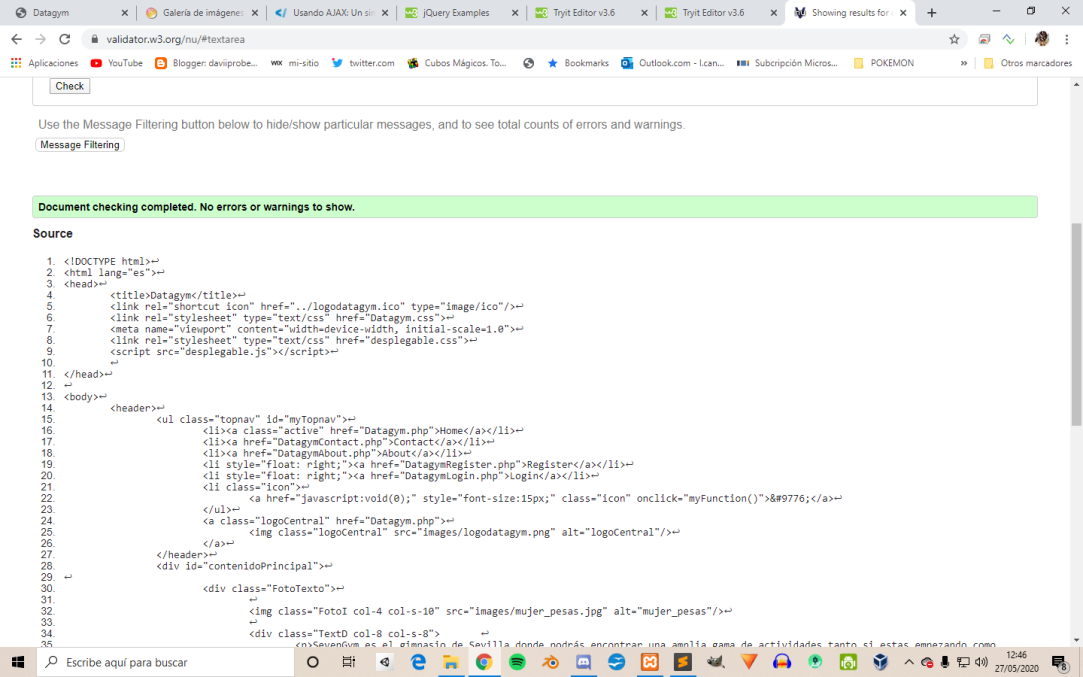 Datagym
Galería de imágenes
Usando AJAX: Un sim
jQuery Examples
Tryit Editor v3.6
Tryit Editor v3.6
Showing results for
validator.w3.org/nu/#textarea
Aplicaciones
YouTube
Blogger: daviiprobe...
WIX mi-sitio
twitter.com
Cubos Mágicos. To...
Bookmarks
Outlook.com - l.can...
Subcripción Micros...
POKEMON
»
Otros marcadores
Check
Use the Message Filtering button below to hide/show particular messages, and to see total counts of errors and warnings.
Message Filtering
Document checking completed. No errors or warnings to show.
Source
1. <!DOCTYPE html>↩
2. <html lang="es">↩
3. <head>↩
4. <title>Datagym</title>↩
5. <link rel="shortcut icon" href="../logodatagym.ico" type="image/ico"/>↩
6. <link rel="stylesheet" type="text/css" href="Datagym.css">↩
7. <meta name="viewport" content="width=device-width, initial-scale=1.0">↩
8. <link rel="stylesheet" type="text/css" href="desplegable.css">↩
9. <script src="desplegable.js"></script>↩
10. ↩
11. </head>↩
12. ↩
13. <body>↩
14. <header>↩
15. <ul class="topnav" id="myTopnav">↩
16. <li><a class="active" href="Datagym.php">Home</a></li>↩
17. <li><a href="DatagymContact.php">Contact</a></li>↩
18. <li><a href="DatagymAbout.php">About</a></li>↩
19. <li style="float: right;"><a href="DatagymRegister.php">Register</a></li>↩
20. <li style="float: right;"><a href="DatagymLogin.php">Login</a></li>↩
21. <li class="icon">↩
22. <a href="javascript:void(0);" style="font-size:15px;" class="icon" onclick="myFunction()">&#9776;</a>↩
23. </ul>↩
24. <a class="logoCentral" href="Datagym.php">↩
25. <img class="logoCentral" src="images/logodatagym.png" alt="logoCentral"/>↩
26. </a>↩
27. </header>↩
28. <div id="contenidoPrincipal">↩
29. ↩
30. <div class="FotoTexto">↩
31. ↩
32. <img class="FotoI col-4 col-s-10" src="images/mujer_pesas.jpg" alt="mujer_pesas"/>↩
33. ↩
34. <div class="TextD col-8 col-s-8"> ↩
<p>SevenGym es el gimnasio de Sevilla donde podrás encontrar una amplia gama de actividades tanto si estas empezando como
Escribe aquí para buscar
12:46
27/05/2020
8